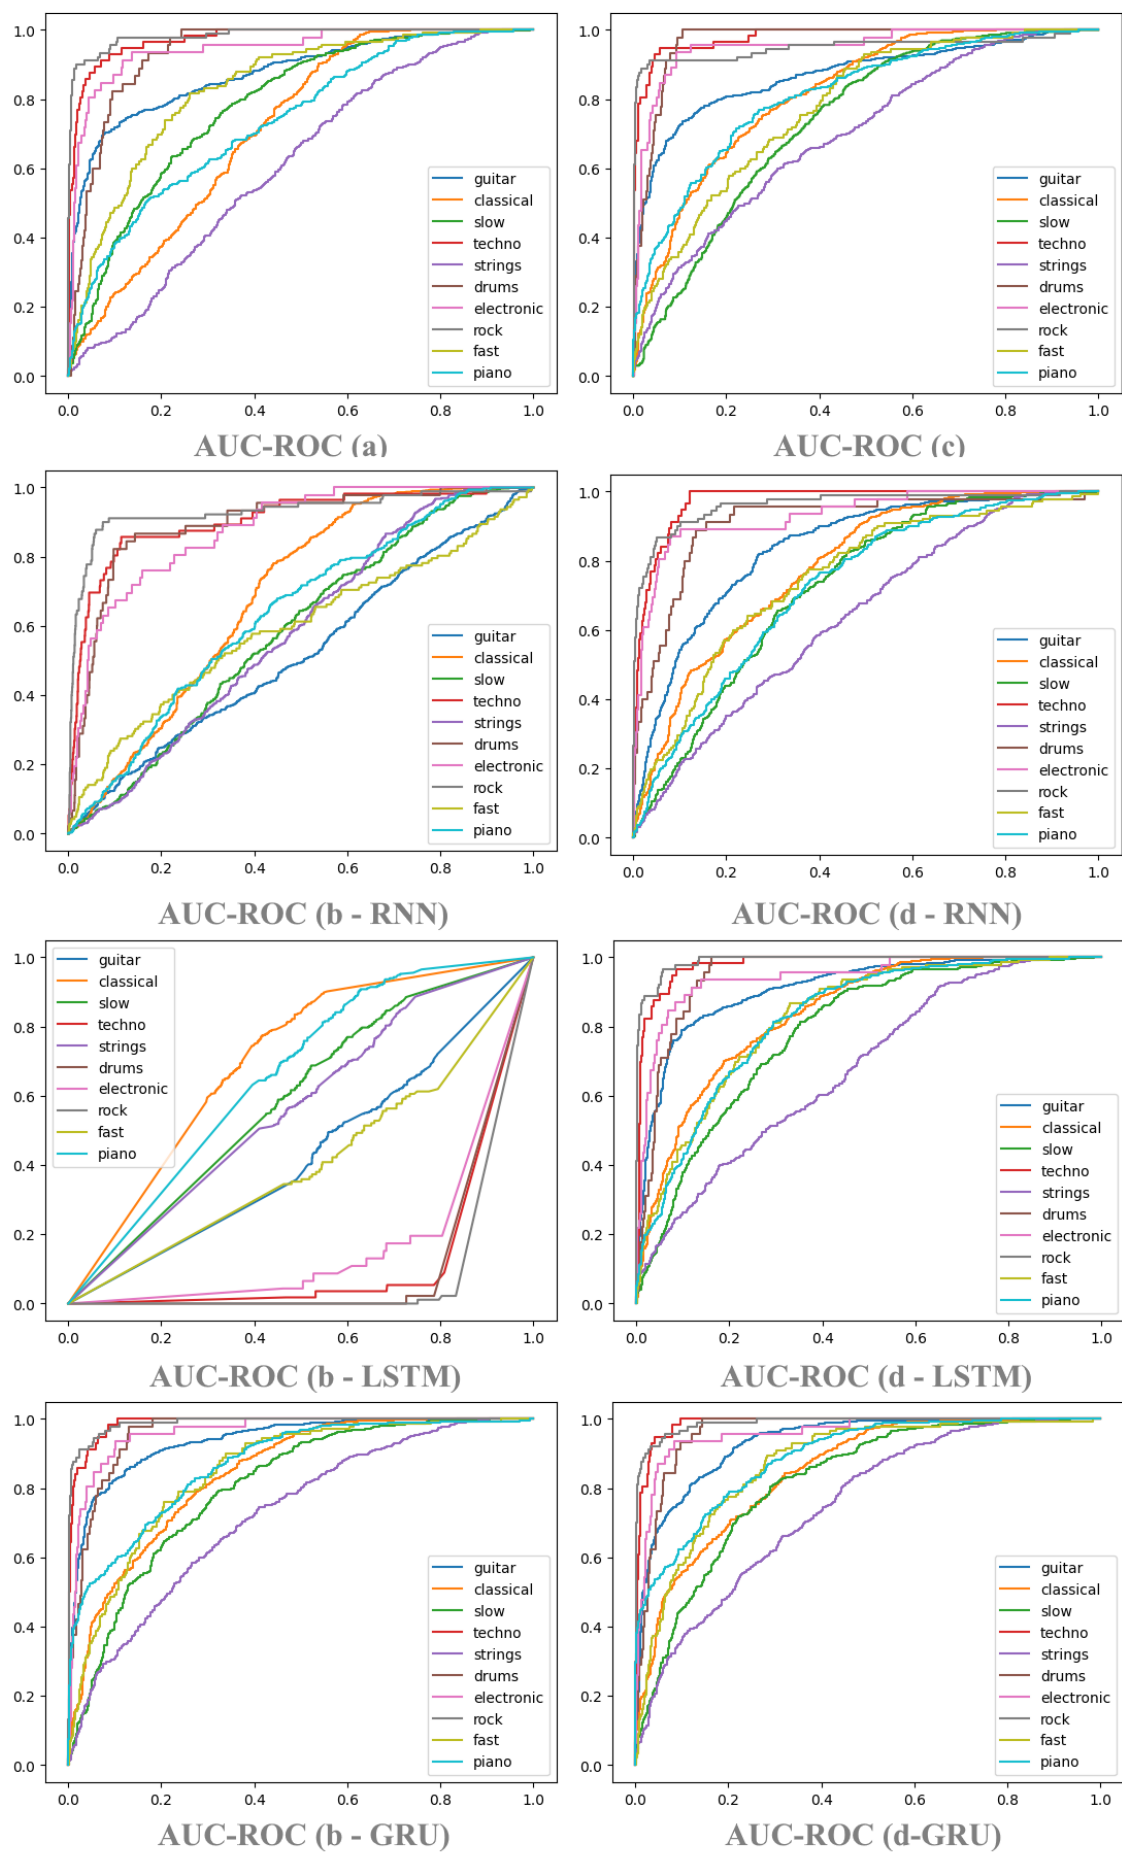 1.0
0.8
0.6
0.4
0.2
0.0
guitar
classical
slow
techno
strings
drums
electronic
rock
fast
piano
0.0 0.2 0.4 0.6 0.8 1.0
AUC-ROC (a)
1.0
0.8
0.6
0.4
0.2
0.0
guitar
classical
slow
techno
strings
drums
electronic
rock
fast
piano
0.0 0.2 0.4 0.6 0.8 1.0
AUC-ROC (c)
1.0
0.8
0.6
0.4
0.2
0.0
guitar
classical
slow
techno
strings
drums
electronic
rock
fast
piano
0.0 0.2 0.4 0.6 0.8 1.0
AUC-ROC (b - RNN)
1.0
0.8
0.6
0.4
0.2
0.0
guitar
classical
slow
techno
strings
drums
electronic
rock
fast
piano
0.0 0.2 0.4 0.6 0.8 1.0
AUC-ROC (d - RNN)
1.0
0.8
0.6
0.4
0.2
0.0
guitar
classical
slow
techno
strings
drums
electronic
rock
fast
piano
0.0 0.2 0.4 0.6 0.8 1.0
AUC-ROC (b - LSTM)
1.0
0.8
0.6
0.4
0.2
0.0
guitar
classical
slow
techno
strings
drums
electronic
rock
fast
piano
0.0 0.2 0.4 0.6 0.8 1.0
AUC-ROC (d - LSTM)
1.0
0.8
0.6
0.4
0.2
0.0
guitar
classical
slow
techno
strings
drums
electronic
rock
fast
piano
0.0 0.2 0.4 0.6 0.8 1.0
AUC-ROC (b - GRU)
1.0
0.8
0.6
0.4
0.2
0.0
guitar
classical
slow
techno
strings
drums
electronic
rock
fast
piano
0.0 0.2 0.4 0.6 0.8 1.0
AUC-ROC (d-GRU)